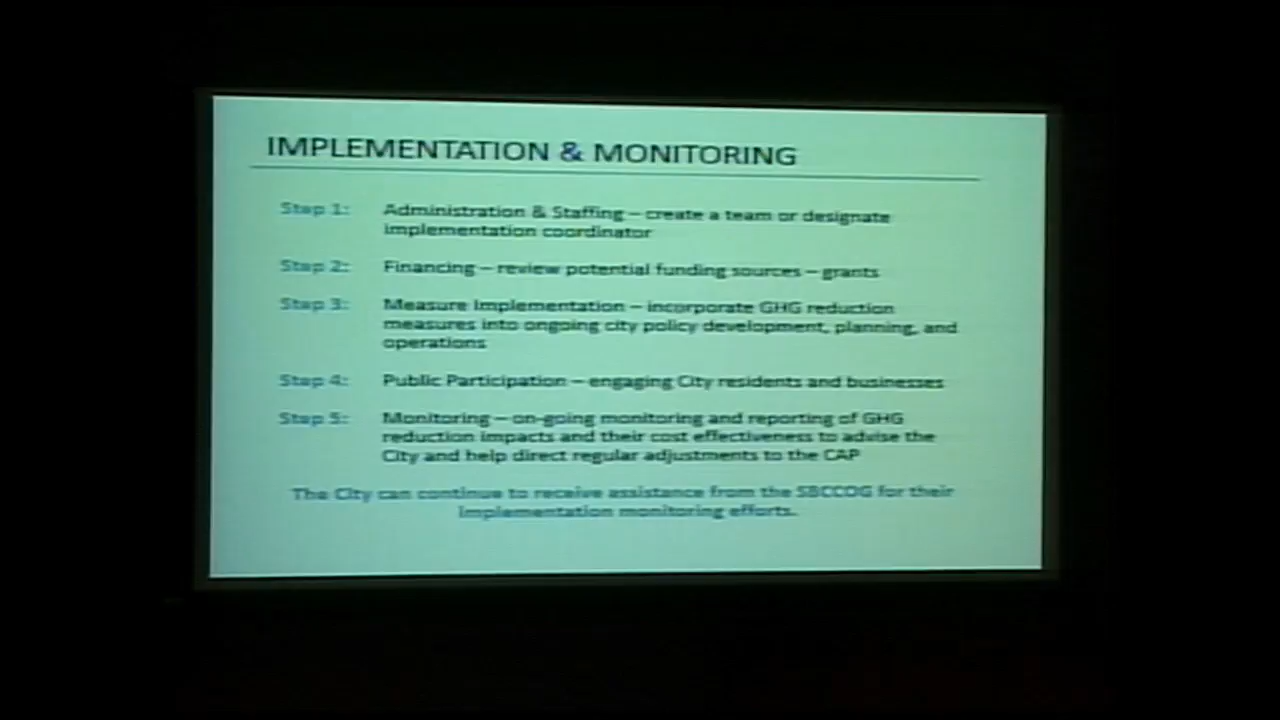 IMPLEMENTATION & MONITORING
Step 1: Administration & Staffing – create a team or designate
implementation coordinator
Step 2: Financing – review potential funding sources – grants
Step 3: Measure Implementation – incorporate GHG reduction
measures into ongoing city policy development, planning, and
operations
Step 4: Public Participation – engaging City residents and businesses
Step 5: Monitoring – on-going monitoring and reporting of GHG
reduction impacts and their cost effectiveness to advise the
City and help direct regular adjustments to the CAP
The City can continue to receive assistance from the SBCCOG for their
implementation monitoring efforts.